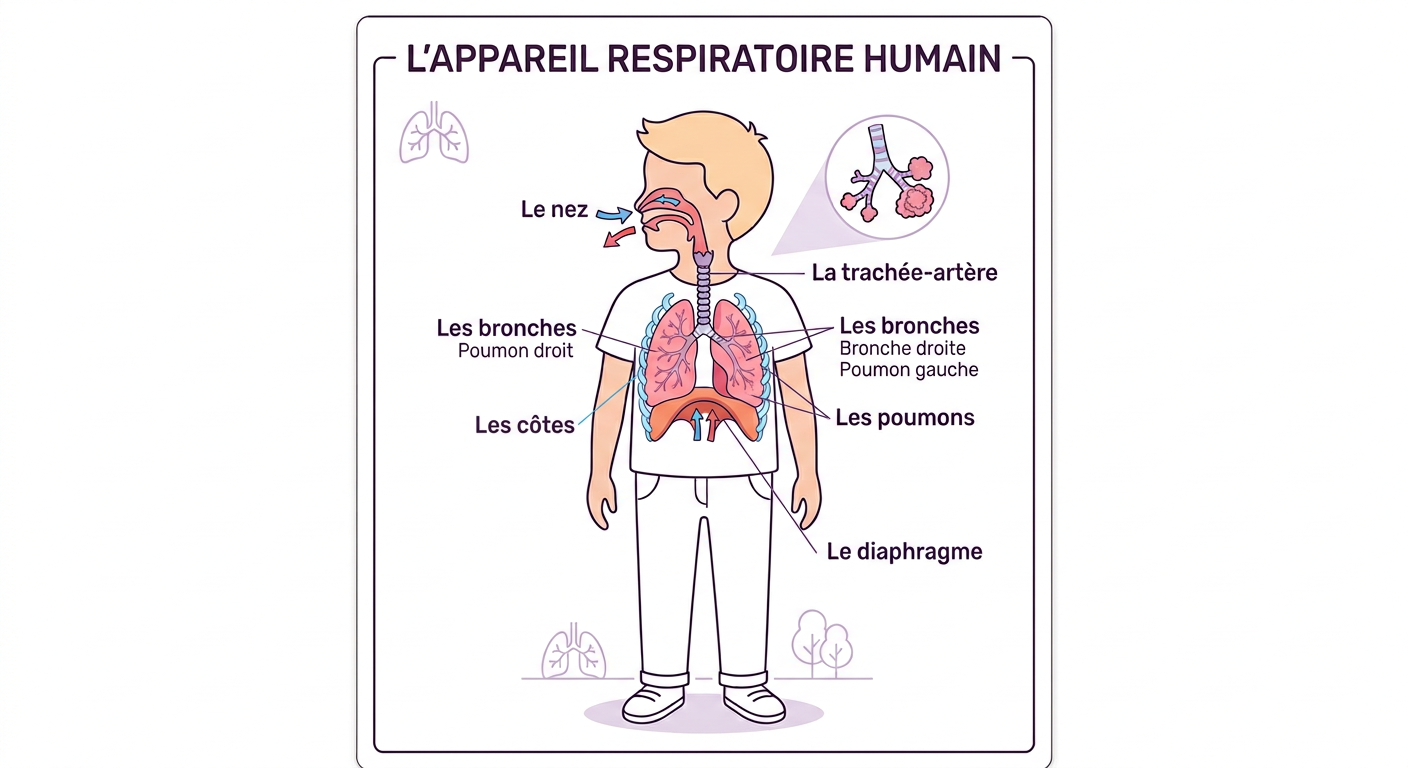 L'APPAREIL RESPIRATOIRE HUMAIN
Le nez
La trachée-artère
Les bronches
Poumon droit
Les bronches
Bronche droite
Poumon gauche
Les côtes
Les poumons
Le diaphragme